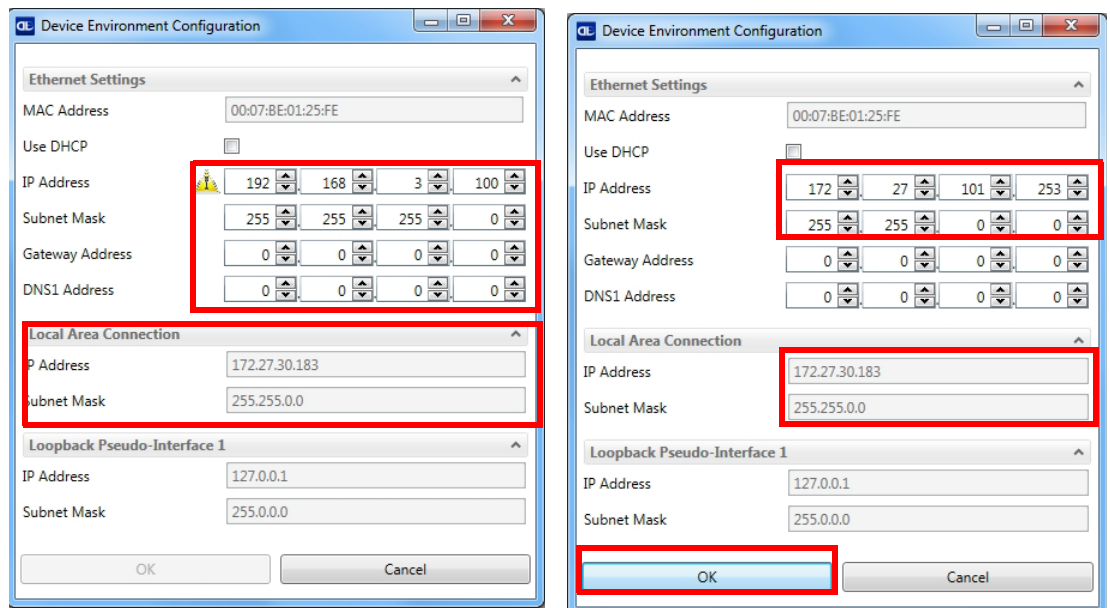 DL Device Environment Configuration
Ethernet Settings
MAC Address 00:07:BE:01:25:FE
Use DHCP
IP Address 192 . 168 . 3 . 100
Subnet Mask 255 . 255 . 255 . 0
Gateway Address 0 . 0 . 0 . 0
DNS1 Address 0 . 0 . 0 . 0
Local Area Connection
IP Address 172.27.30.183
Subnet Mask 255.255.0.0
Loopback Pseudo-Interface 1
IP Address 127.0.0.1
Subnet Mask 255.0.0.0
OK Cancel
DL Device Environment Configuration
Ethernet Settings
MAC Address 00:07:BE:01:25:FE
Use DHCP
IP Address 172 . 27 . 101 . 253
Subnet Mask 255 . 255 . 0 . 0
Gateway Address 0 . 0 . 0 . 0
DNS1 Address 0 . 0 . 0 . 0
Local Area Connection
IP Address 172.27.30.183
Subnet Mask 255.255.0.0
Loopback Pseudo-Interface 1
IP Address 127.0.0.1
Subnet Mask 255.0.0.0
OK Cancel